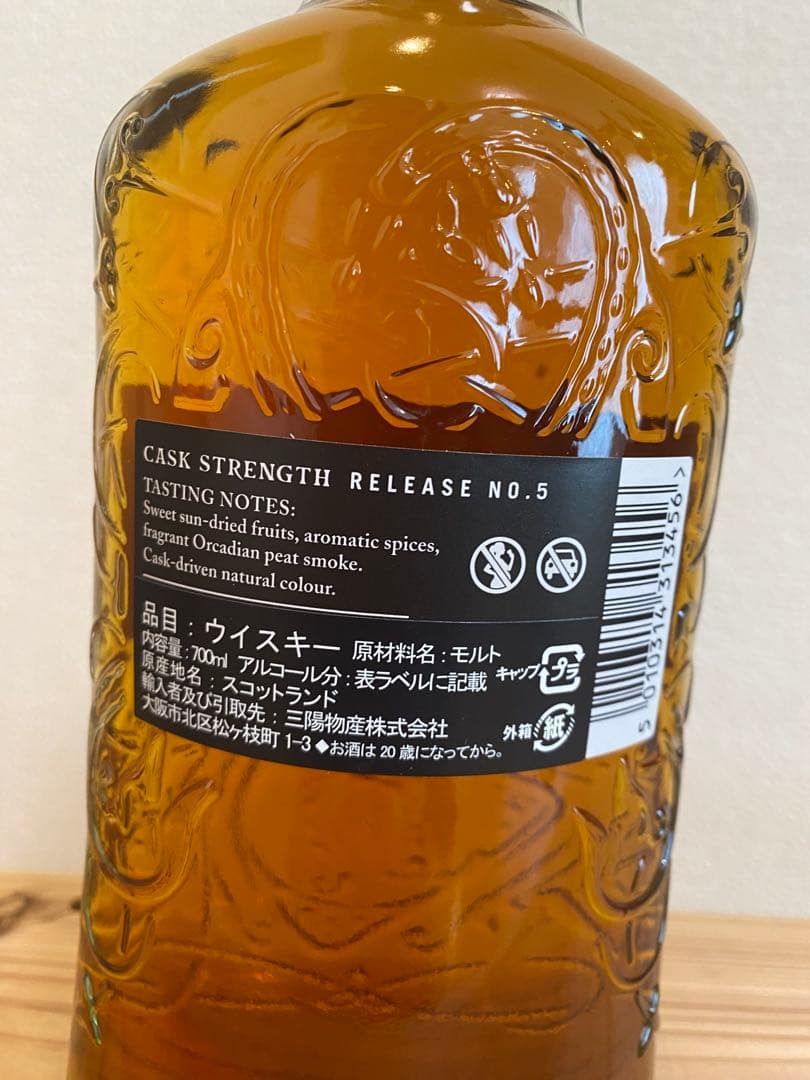 CASK STRENGTH RELEASE NO.5
TASTING NOTES:
Sweet sun-dried fruits, aromatic spices,
fragrant Orcadian peat smoke.
Cask-driven natural colour.
品目：ウイスキー 原材料名：モルト
内容量：700ml アルコール分：表ラベルに記載
原産地名：スコットランド
輸入者及び引取先：三陽物産株式会社
大阪市北区松ヶ枝町 1-3 ◆お酒は 20 歳になってから。
キャップ プラ
外箱 紙
5 010314 313456 >